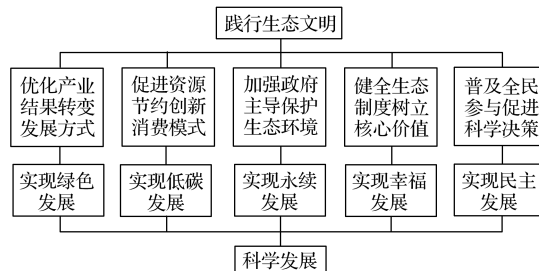 践行生态文明
优化产业
结果转变
发展方式
促进资源
节约创新
消费模式
加强政府
主导保护
生态环境
健全生态
制度树立
核心价值
普及全民
参与促进
科学决策
实现绿色
发展
实现低碳
发展
实现永续
发展
实现幸福
发展
实现民主
发展
科学发展